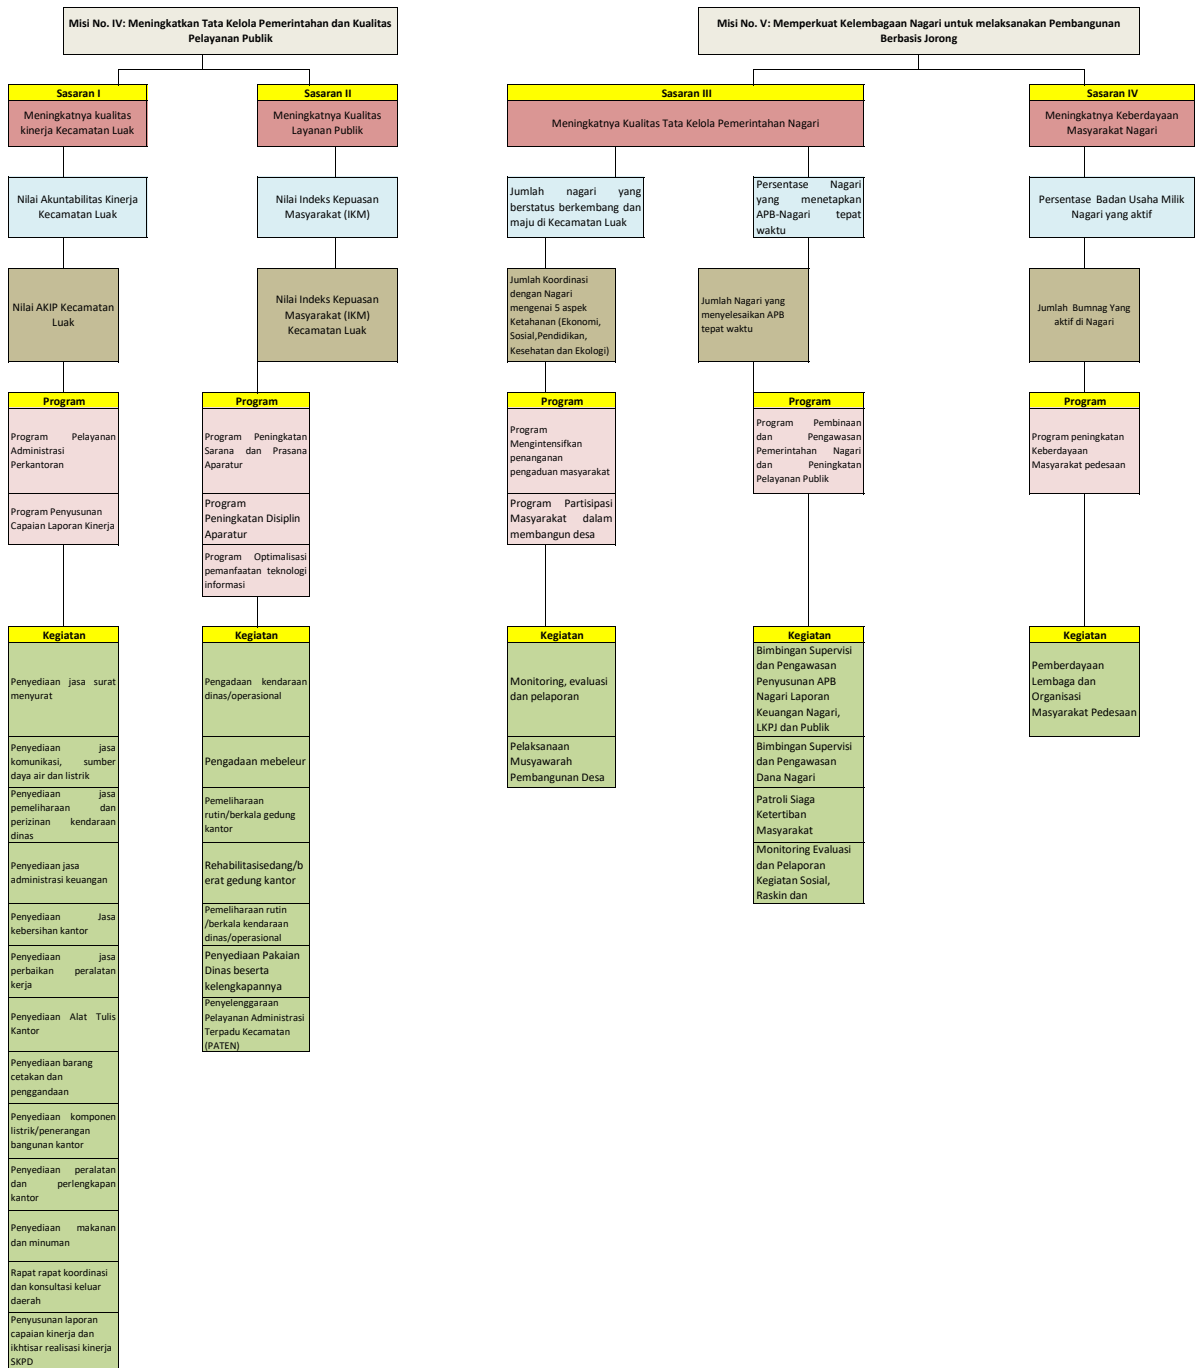 Misi No. IV: Meningkatkan Tata Kelola Pemerintahan dan Kualitas
Pelayanan Publik
Misi No. V: Memperkuat Kelembagaan Nagari untuk melaksanakan Pembangunan
Berbasis Jorong
Sasaran I
Meningkatnya kualitas
kinerja Kecamatan Luak
Sasaran II
Meningkatnya Kualitas
Layanan Publik
Sasaran III
Meningkatnya Kualitas Tata Kelola Pemerintahan Nagari
Sasaran IV
Meningkatnya Keberdayaan
Masyarakat Nagari
Nilai Akuntabilitas Kinerja
Kecamatan Luak
Nilai Indeks Kepuasan
Masyarakat (IKM)
Jumlah nagari yang
berstatus berkembang dan
maju di Kecamatan Luak
Persentase Nagari
yang menetapkan
APB-Nagari tepat
waktu
Persentase Badan Usaha Milik
Nagari yang aktif
Nilai AKIP Kecamatan
Luak
Nilai Indeks Kepuasan
Masyarakat (IKM)
Kecamatan Luak
Jumlah Koordinasi
dengan Nagari
mengenai 5 aspek
Ketahanan (Ekonomi,
Sosial,Pendidikan,
Kesehatan dan Ekologi)
Jumlah Nagari yang
menyelesaikan APB
tepat waktu
Jumlah Bumnag Yang
aktif di Nagari
Program
Program Pelayanan
Administrasi
Perkantoran
Program Penyusunan
Capaian Laporan Kinerja
Program
Program Peningkatan
Sarana dan Prasana
Aparatur
Program
Peningkatan Disiplin
Aparatur
Program Optimalisasi
pemanfaatan teknologi
informasi
Program
Program
Mengintensifkan
penanganan
pengaduan masyarakat
Program Partisipasi
Masyarakat dalam
membangun desa
Program
Program Pembinaan
dan Pengawasan
Pemerintahan Nagari
dan Peningkatan
Pelayanan Publik
Program
Program peningkatan
Keberdayaan
Masyarakat pedesaan
Kegiatan
Penyediaan jasa surat
menyurat
Penyediaan jasa
komunikasi, sumber
daya air dan listrik
Penyediaan jasa
pemeliharaan dan
perizinan kendaraan
dinas
Penyediaan jasa
administrasi keuangan
Penyediaan Jasa
kebersihan kantor
Penyediaan jasa
perbaikan peralatan
kerja
Penyediaan Alat Tulis
Kantor
Penyediaan barang
cetakan dan
penggandaan
Penyediaan komponen
listrik/penerangan
bangunan kantor
Penyediaan peralatan
dan perlengkapan
kantor
Penyediaan makanan
dan minuman
Rapat rapat koordinasi
dan konsultasi keluar
daerah
Penyusunan laporan
capaian kinerja dan
ikhtisar realisasi kinerja
SKPD
Kegiatan
Pengadaan kendaraan
dinas/operasional
Pengadaan mebeleur
Pemeliharaan
rutin/berkala gedung
kantor
Rehabilitasisedang/b
erat gedung kantor
Pemeliharaan rutin
/berkala kendaraan
dinas/operasional
Penyediaan Pakaian
Dinas beserta
kelengkapannya
Penyelenggaraan
Pelayanan Administrasi
Terpadu Kecamatan
(PATEN)
Kegiatan
Monitoring, evaluasi
dan pelaporan
Pelaksanaan
Musyawarah
Pembangunan Desa
Kegiatan
Bimbingan Supervisi
dan Pengawasan
Penyusunan APB
Nagari Laporan
Keuangan Nagari,
LKPJ dan Publik
Bimbingan Supervisi
dan Pengawasan
Dana Nagari
Patroli Siaga
Ketertiban
Masyarakat
Monitoring Evaluasi
dan Pelaporan
Kegiatan Sosial,
Raskin dan
Kegiatan
Pemberdayaan
Lembaga dan
Organisasi
Masyarakat Pedesaan